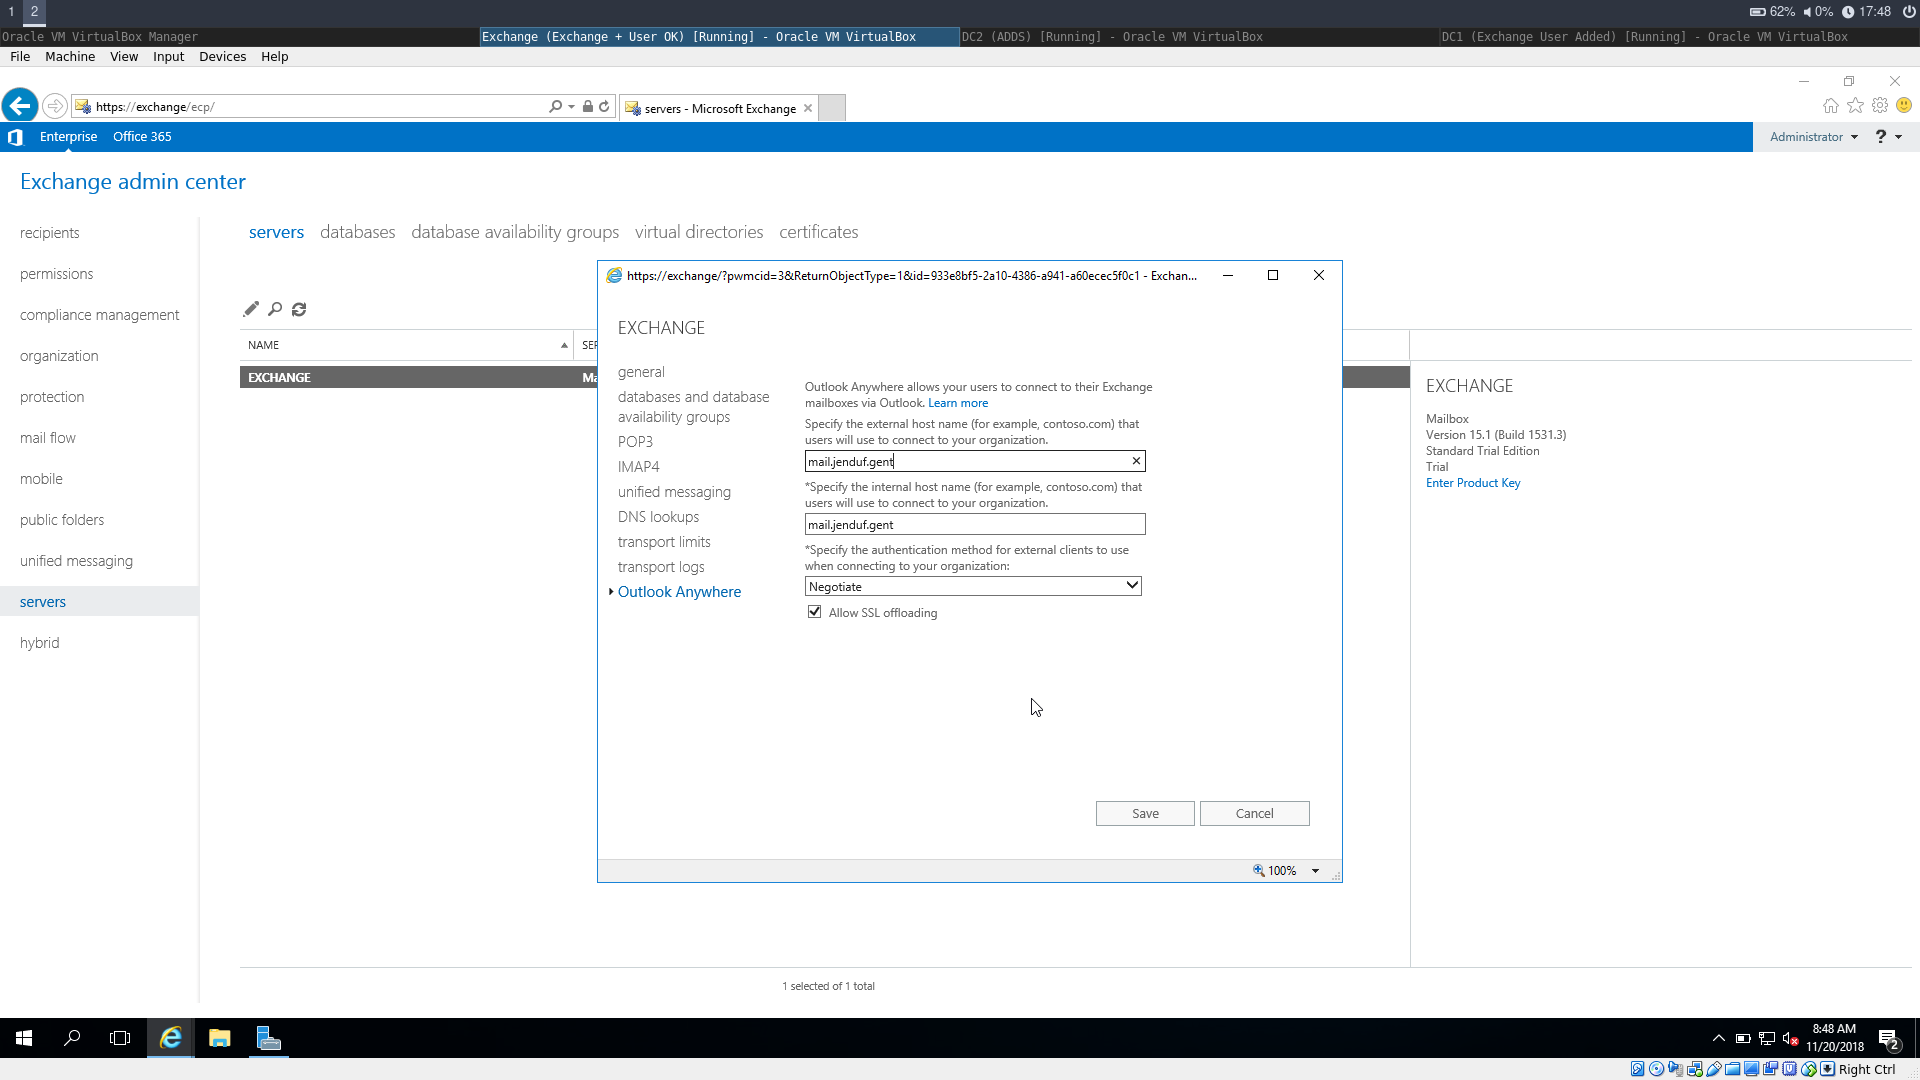 1 2 62% 0% 17:48
Oracle VM VirtualBox Manager
Exchange (Exchange + User OK) [Running] - Oracle VM VirtualBox
DC2 (ADDS) [Running] - Oracle VM VirtualBox
DC1 (Exchange User Added) [Running] - Oracle VM VirtualBox
File Machine View Input Devices Help
https://exchange/ecp/
servers - Microsoft Exchange
Enterprise Office 365
Administrator ?
Exchange admin center
recipients
permissions
compliance management
organization
protection
mail flow
mobile
public folders
unified messaging
servers
hybrid
servers databases database availability groups virtual directories certificates
NAME
EXCHANGE
https://exchange/?pwmcid=3&ReturnObjectType=1&id=933e8bf5-2a10-4386-a941-a60ecec5f0c1 - Exchan...
EXCHANGE
general
databases and database
availability groups
POP3
IMAP4
unified messaging
DNS lookups
transport limits
transport logs
Outlook Anywhere
Outlook Anywhere allows your users to connect to their Exchange
mailboxes via Outlook. Learn more
Specify the external host name (for example, contoso.com) that
users will use to connect to your organization.
mail.jenduf.gent
*Specify the internal host name (for example, contoso.com) that
users will use to connect to your organization.
mail.jenduf.gent
*Specify the authentication method for external clients to use
when connecting to your organization:
Negotiate
Allow SSL offloading
Save Cancel
100%
EXCHANGE
Mailbox
Version 15.1 (Build 1531.3)
Standard Trial Edition
Trial
Enter Product Key
1 selected of 1 total
8:48 AM
11/20/2018
2
Right Ctrl